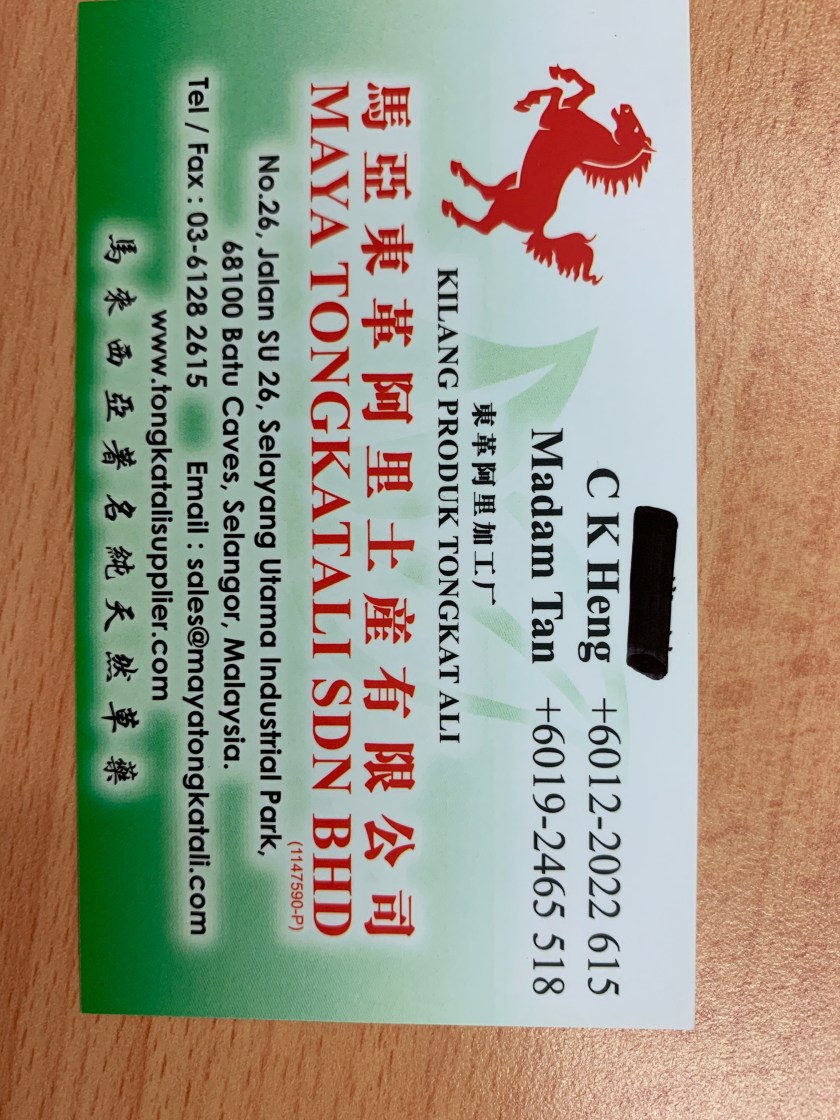 C K Heng +6012-2022 615
Madam Tan +6019-2465 518
東革阿里加工厂
KILANG PRODUK TONGKAT ALI
馬亞東革阿里土産有限公司
MAYA TONGKATALI SDN BHD
(1147590-P)
No.26, Jalan SU 26, Selayang Utama Industrial Park,
68100 Batu Caves, Selangor, Malaysia.
Tel / Fax : 03-6128 2615 Email : sales@mayatongkatali.com
www.tongkatalisupplier.com
馬來西亞著名純天然草藥